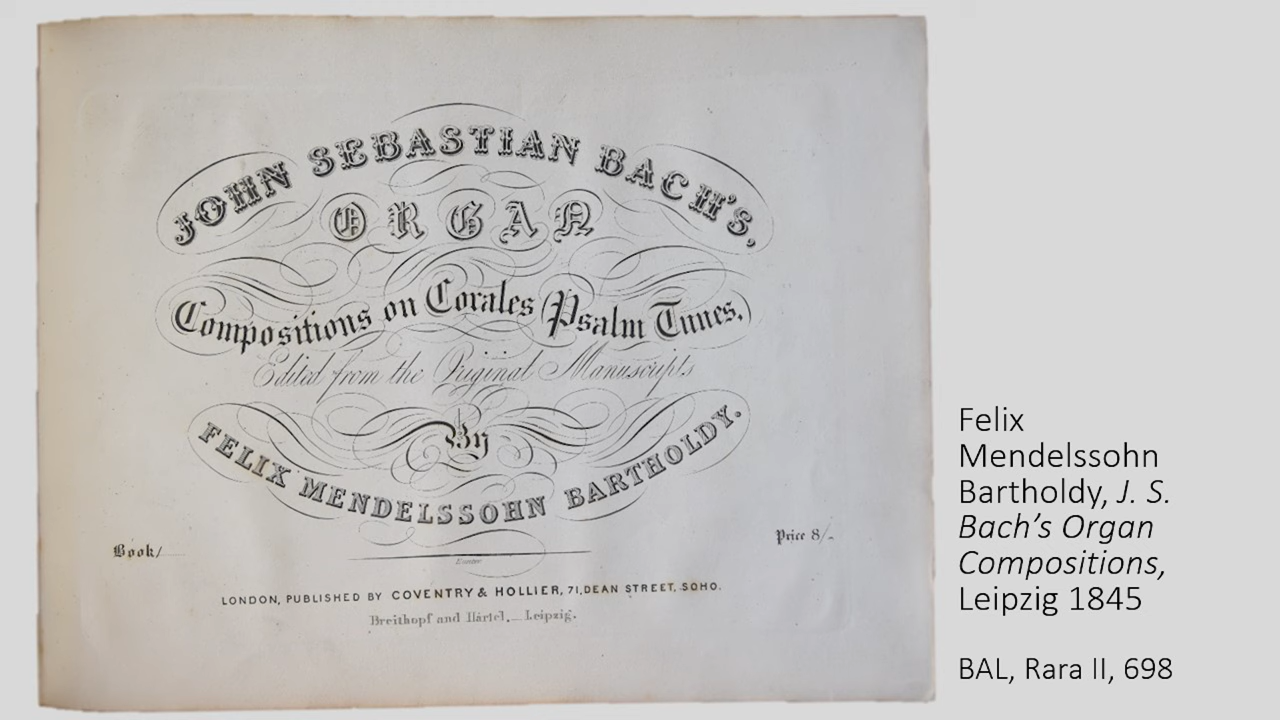 JOHN SEBASTIAN BACH'S,
ORGAN
Compositions on Corales (Psalm Tunes,)
Edited from the Original Manuscripts
By
FELIX MENDELSSOHN BARTHOLDY.
Book/
Price 8/-
LONDON, PUBLISHED BY COVENTRY & HOLLIER, 71, DEAN STREET, SOHO.
Breitkopf and Härtel, Leipzig.
Felix
Mendelssohn
Bartholdy, J. S.
Bach's Organ
Compositions,
Leipzig 1845
BAL, Rara II, 698